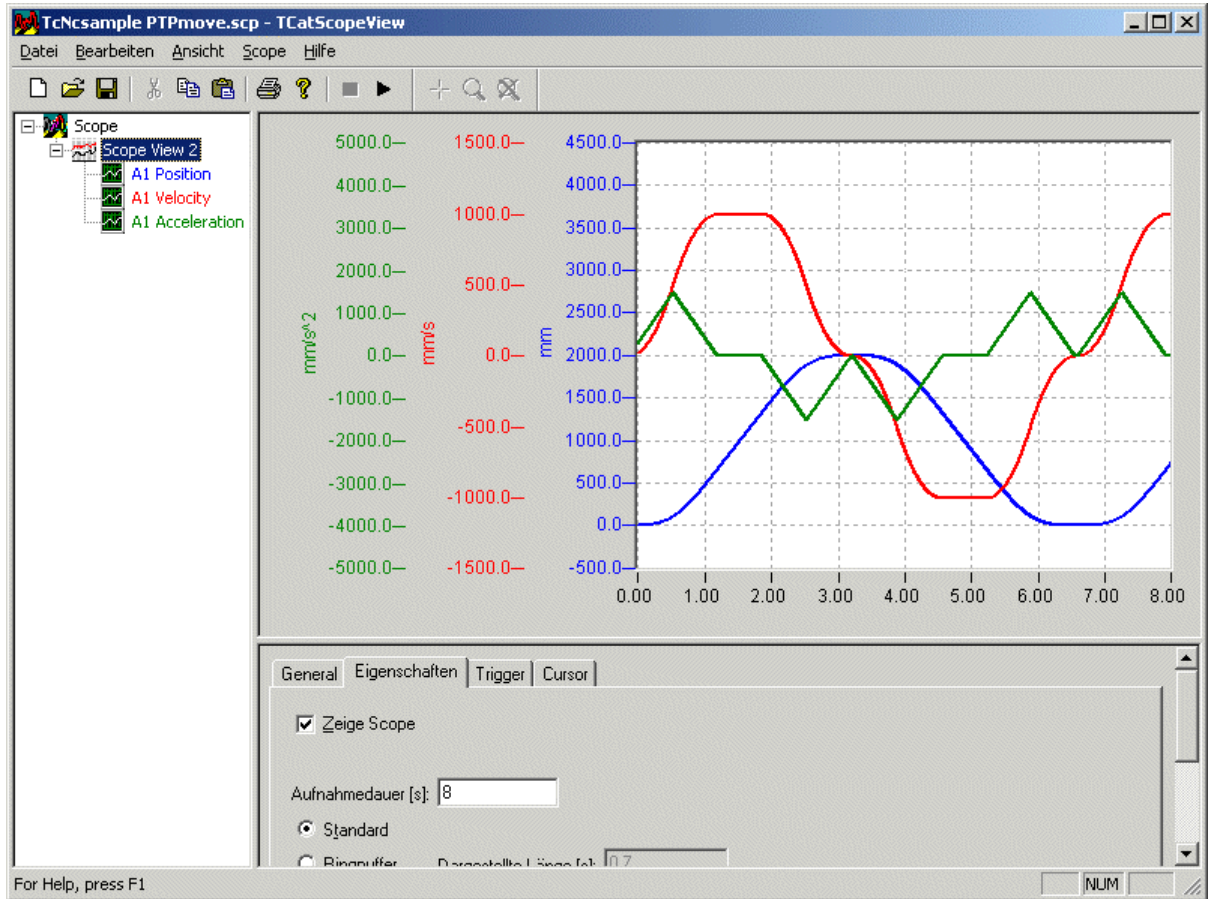 TcNcsample PTPmove.scp - TCatScopeView
Datei Bearbeiten Ansicht Scope Hilfe
Scope
Scope View 2
A1 Position
A1 Velocity
A1 Acceleration
5000.0 1500.0 4500.0
4000.0 4000.0
3000.0 1000.0 3500.0
2000.0 500.0 3000.0
1000.0 2500.0
mm/s^2 0.0 mm/s 0.0 mm 2000.0
-1000.0 1500.0
-2000.0 -500.0 1000.0
-3000.0 -1000.0 500.0
-4000.0 0.0
-5000.0 -1500.0 -500.0
0.00 1.00 2.00 3.00 4.00 5.00 6.00 7.00 8.00
General Eigenschaften Trigger Cursor
Zeige Scope
Aufnahmedauer [s]: 8
Standard
Ringpuffer Dargestellte Länge [s]: 0.7
For Help, press F1 NUM